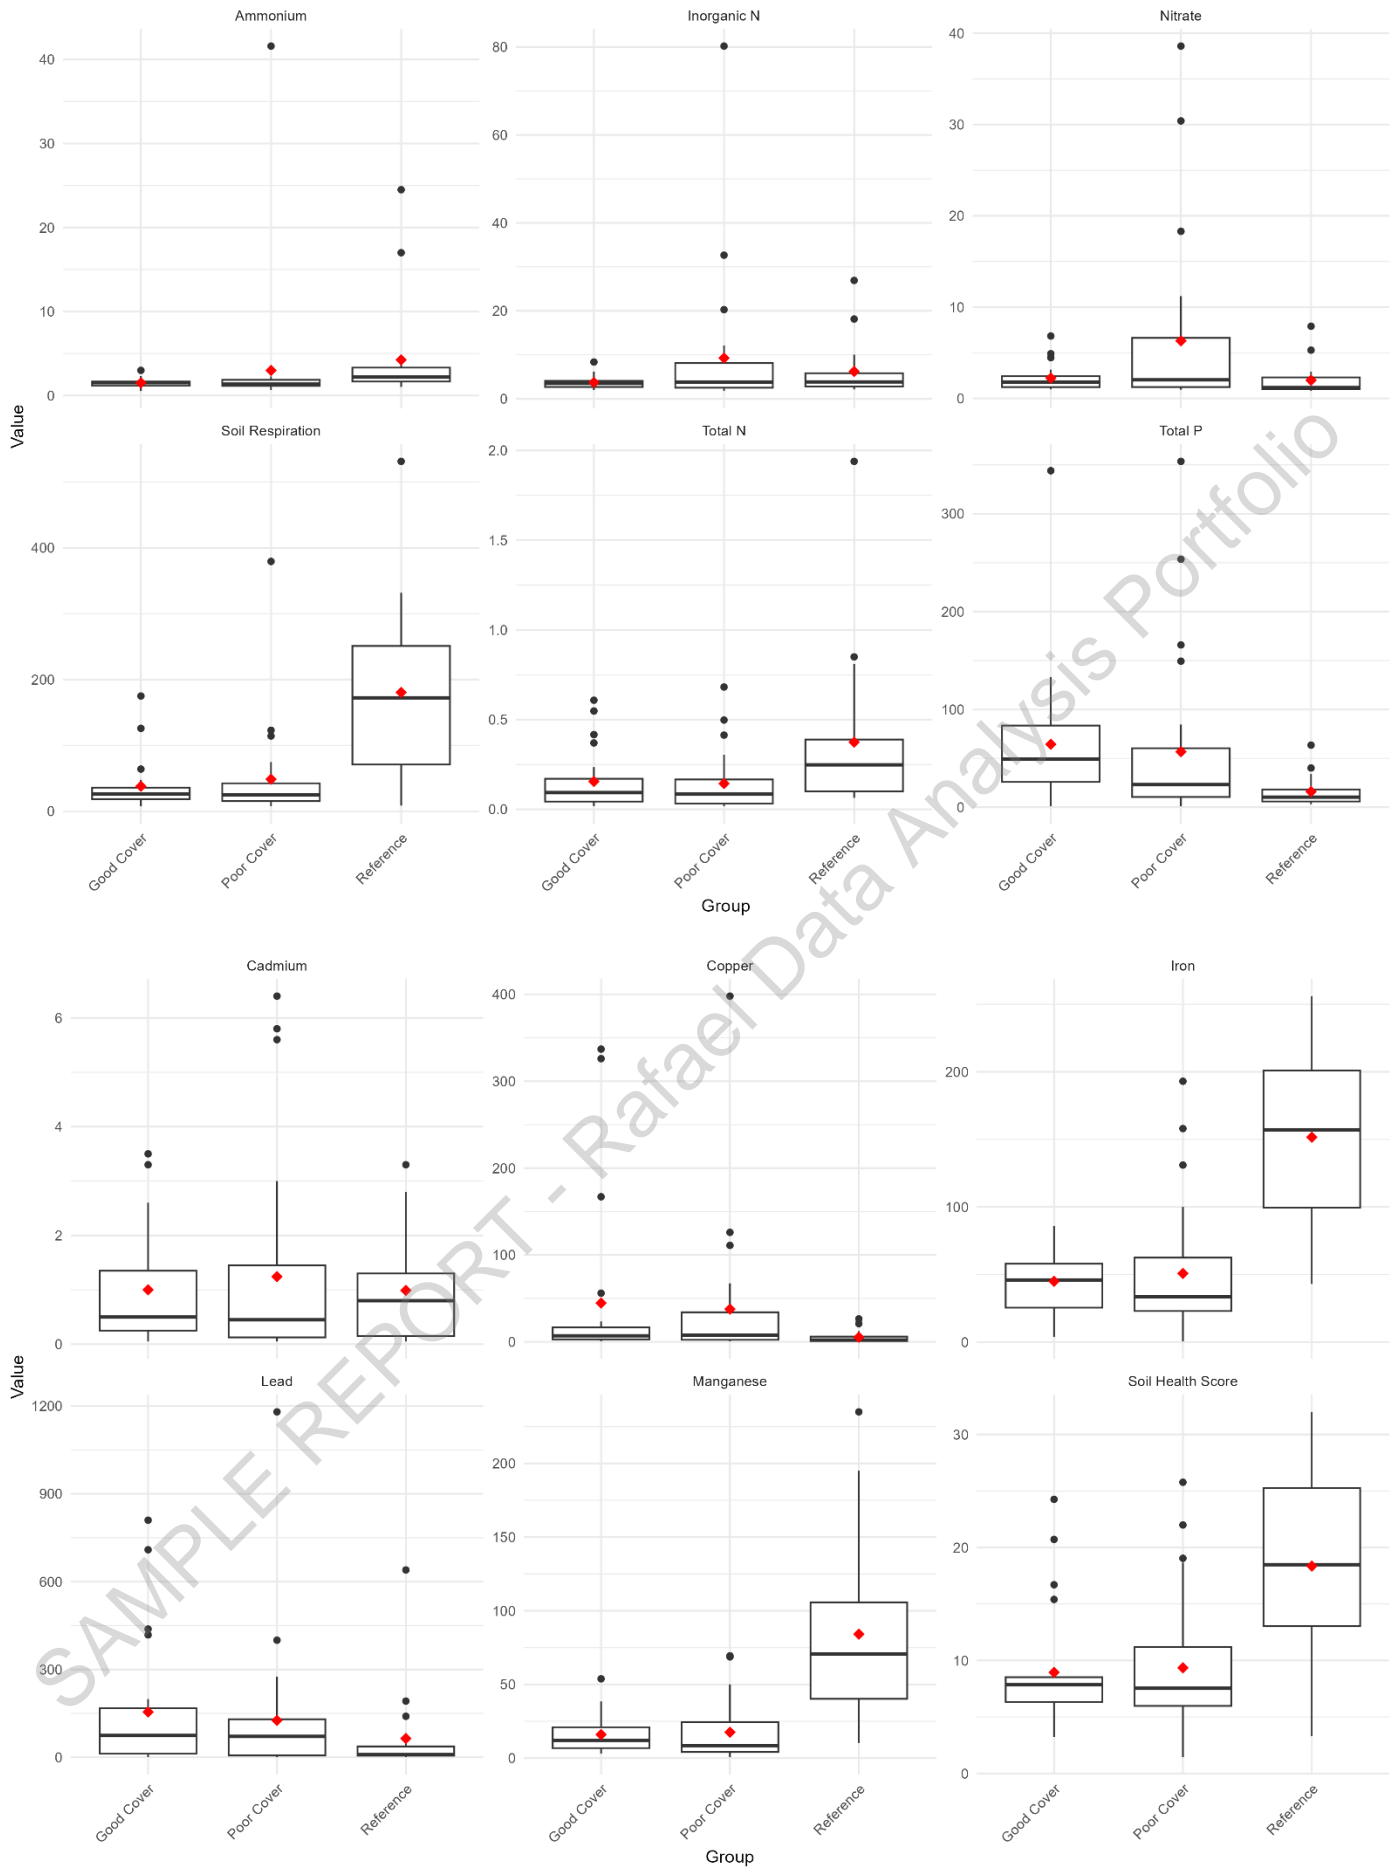 Ammonium
Inorganic N
Nitrate
40
30
20
10
0
80
60
40
20
0
40
30
20
10
0
Value
Soil Respiration
Total N
Total P
400
200
0
2.0
1.5
1.0
0.5
0.0
300
200
100
0
Good Cover
Poor Cover
Reference
Good Cover
Poor Cover
Reference
Good Cover
Poor Cover
Reference
Group
Cadmium
Copper
Iron
6
4
2
0
400
300
200
100
0
200
100
0
Value
Lead
Manganese
Soil Health Score
1200
900
600
300
0
200
150
100
50
0
30
20
10
0
Good Cover
Poor Cover
Reference
Good Cover
Poor Cover
Reference
Good Cover
Poor Cover
Reference
Group
SAMPLE REPORT - Rafael Data Analysis Portfolio